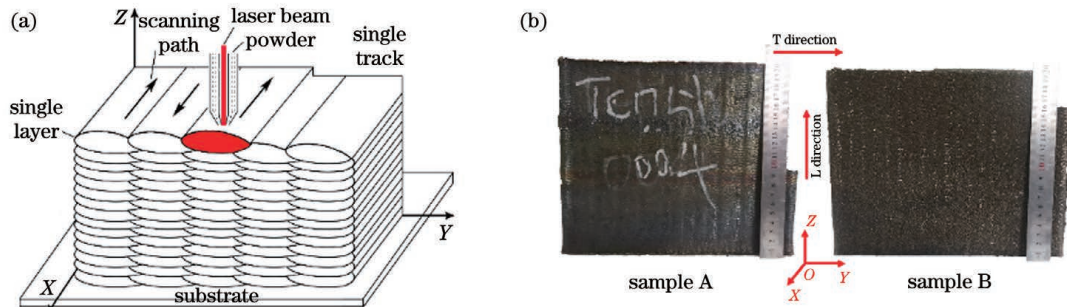 (a)
Z
scanning
path
laser beam
powder
single
track
single
layer
X
Y
substrate
(b)
T direction
L direction
Z
O
Y
X
sample A
sample B